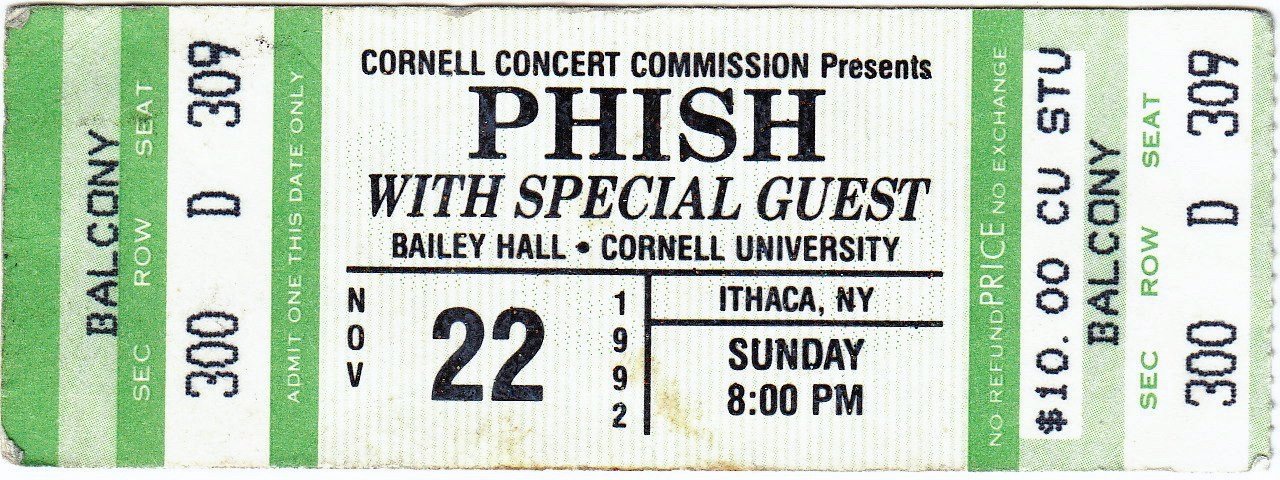 BALCONY
SEC ROW SEAT
300 D 309
ADMIT ONE THIS DATE ONLY
CORNELL CONCERT COMMISSION Presents
PHISH
WITH SPECIAL GUEST
BAILEY HALL • CORNELL UNIVERSITY
NOV 22 1992
ITHACA, NY
SUNDAY
8:00 PM
NO REFUND PRICE NO EXCHANGE
$10.00 CU STU
BALCONY
SEC ROW SEAT
300 D 309